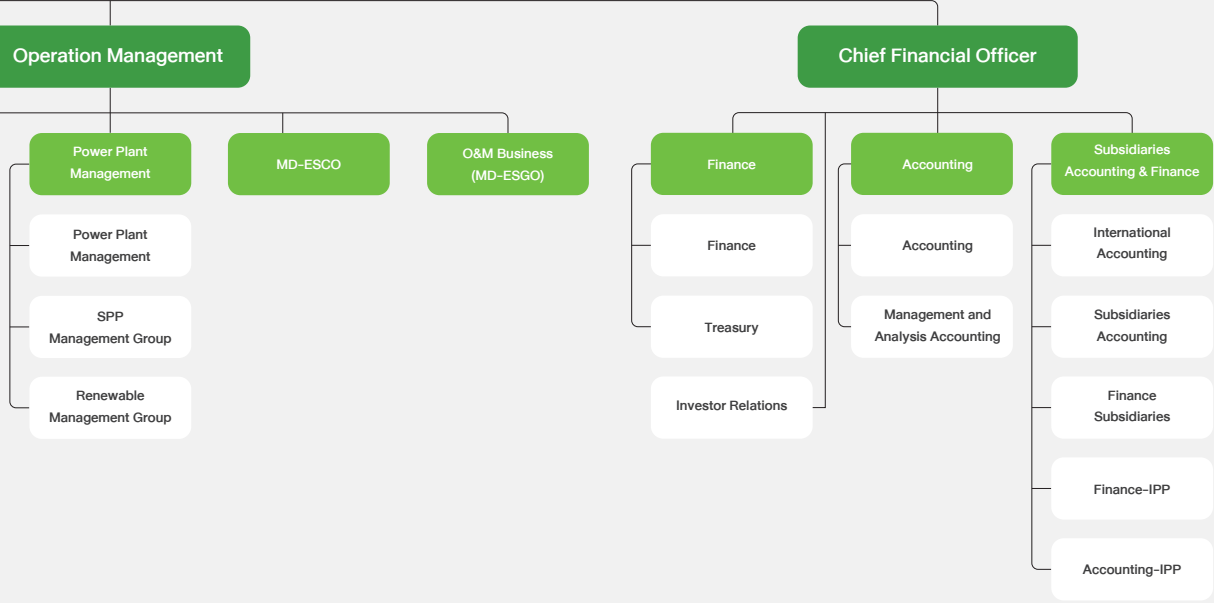 Operation Management
Chief Financial Officer
Power Plant
Management
MD-ESCO
O&M Business
(MD-ESGO)
Finance
Accounting
Subsidiaries
Accounting & Finance
Power Plant
Management
SPP
Management Group
Renewable
Management Group
Finance
Treasury
Investor Relations
Accounting
Management and
Analysis Accounting
International
Accounting
Subsidiaries
Accounting
Finance
Subsidiaries
Finance-IPP
Accounting-IPP